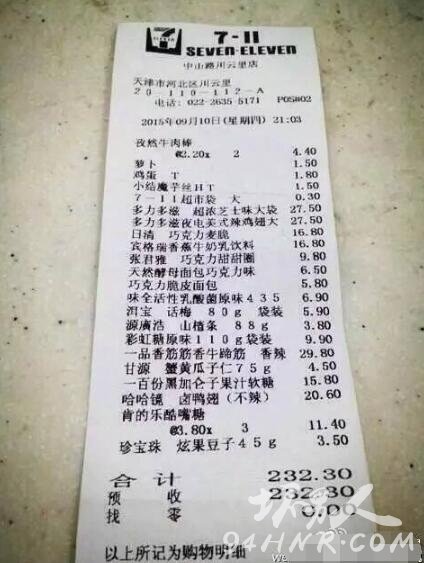 7-11
ELEVEN
SEVEN-ELEVEN
中山路川云里店
天津市河北区川云里
20-110-112-A
电话: 022-2635-5171 POS#02
2015年09月10日(星期四) 21:03
孜然牛肉棒
@2.20x 2 4.40
萝卜 1.50
鸡蛋 T 1.80
小结魔芋丝HT 1.50
7-11超市袋 大 0.30
多力多滋 超浓芝士味大袋 27.50
多力多滋夜电美式辣鸡翅大 27.50
日清 巧克力麦脆 16.80
宾格瑞香蕉牛奶乳饮料 16.80
张君雅 巧克力甜甜圈 9.80
天然酵母面包巧克力味 6.50
巧克力脆皮面包 5.80
味全活性乳酸菌原味435 6.90
洱宝 话梅 80g 袋装 5.90
源廣浩 山楂条 88g 3.80
彩虹糖原味110g袋装 9.90
一品香筋筋香牛蹄筋 香辣 29.80
甘源 蟹黄瓜子仁75g 4.50
一百份黑加仑子果汁软糖 15.80
哈哈镜 卤鸭翅(不辣) 20.60
肯的乐酷嘴糖
@3.80x 3 11.40
珍宝珠 炫果豆子45g 3.50
合计 232.30
预收 232.30
找零 0.00
以上所记为购物明细
94HNR.COM